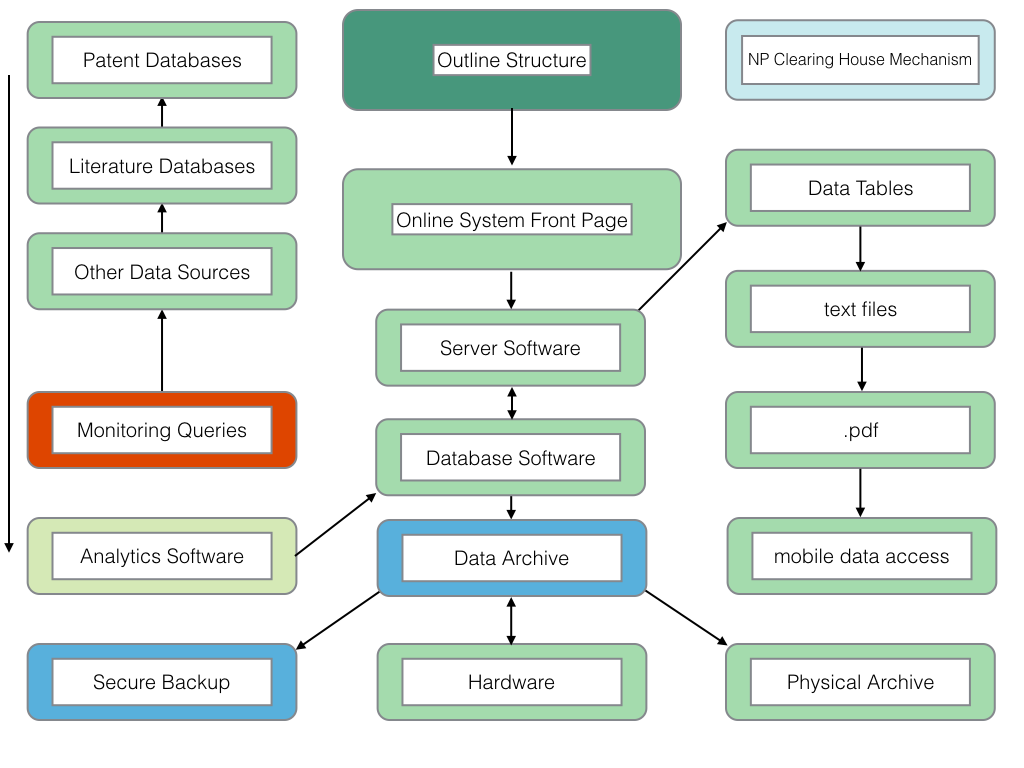 Patent Databases
Outline Structure
NP Clearing House Mechanism
Literature Databases
Data Tables
Online System Front Page
Other Data Sources
text files
Server Software
Monitoring Queries
.pdf
Database Software
Analytics Software
Data Archive
mobile data access
Secure Backup
Hardware
Physical Archive